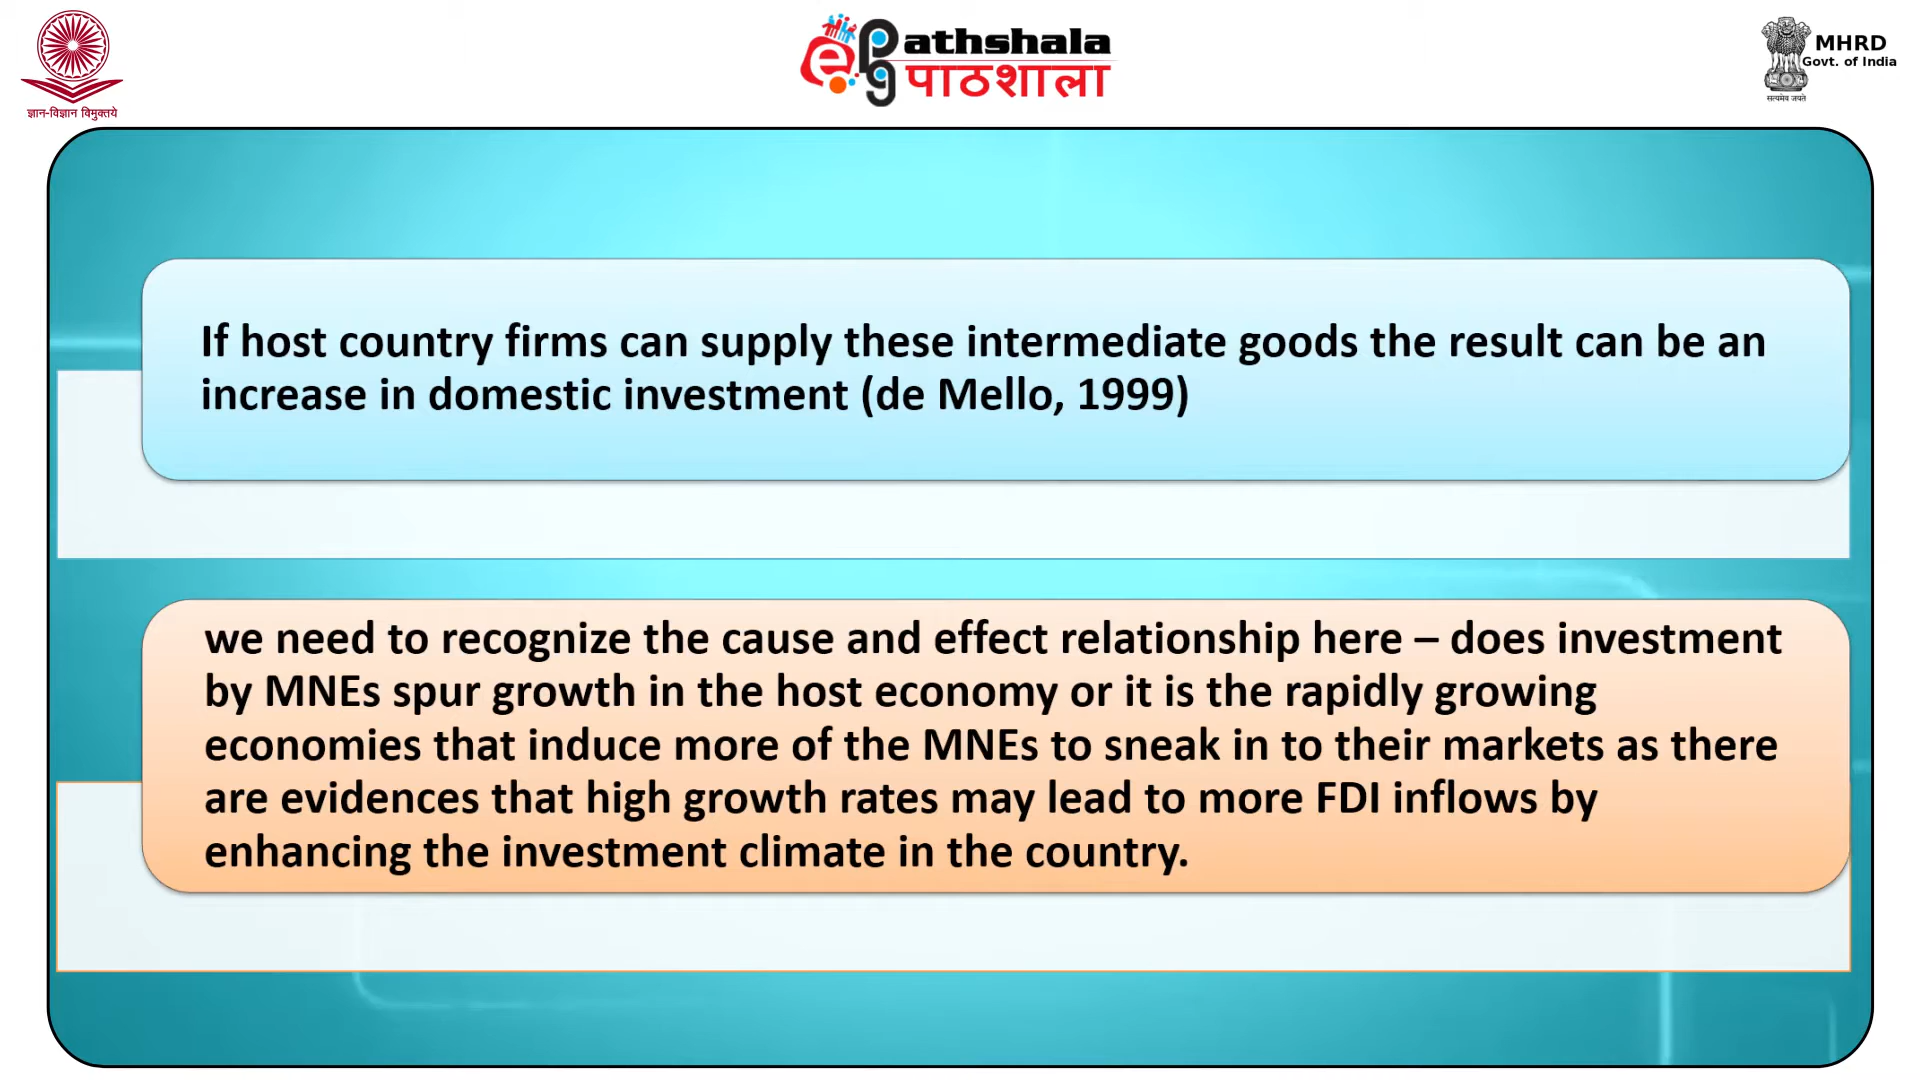 ज्ञान-विज्ञान विमुक्तये
e
pg
athshala
पाठशाला
सत्यमेव जयते
MHRD
Govt. of India
If host country firms can supply these intermediate goods the result can be an
increase in domestic investment (de Mello, 1999)
we need to recognize the cause and effect relationship here – does investment
by MNEs spur growth in the host economy or it is the rapidly growing
economies that induce more of the MNEs to sneak in to their markets as there
are evidences that high growth rates may lead to more FDI inflows by
enhancing the investment climate in the country.